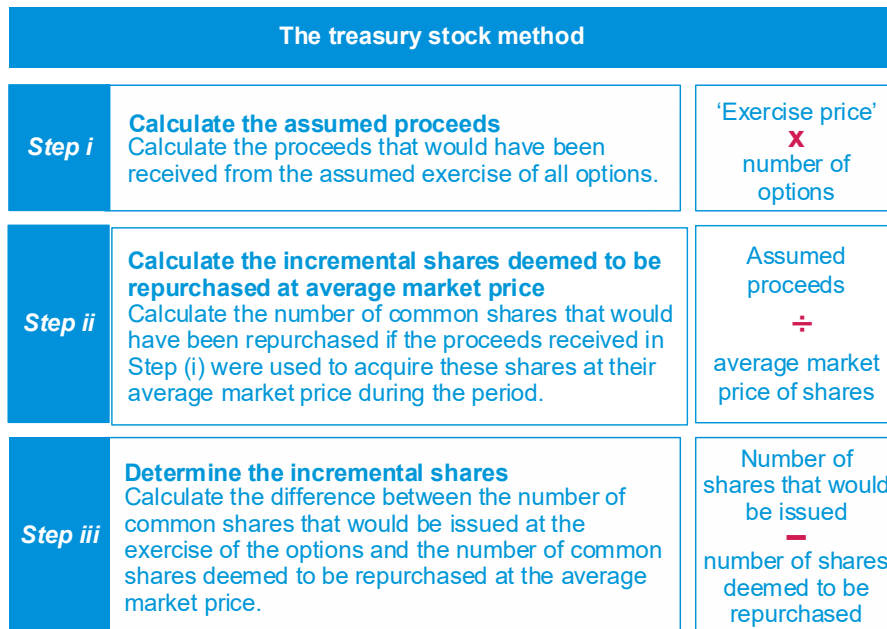 The treasury stock method
Step i
Calculate the assumed proceeds
Calculate the proceeds that would have been
received from the assumed exercise of all options.
‘Exercise price’
x
number of
options
Step ii
Calculate the incremental shares deemed to be
repurchased at average market price
Calculate the number of common shares that would
have been repurchased if the proceeds received in
Step (i) were used to acquire these shares at their
average market price during the period.
Assumed
proceeds
÷
average market
price of shares
Step iii
Determine the incremental shares
Calculate the difference between the number of
common shares that would be issued at the
exercise of the options and the number of common
shares deemed to be repurchased at the average
market price.
Number of
shares that would
be issued
–
number of shares
deemed to be
repurchased